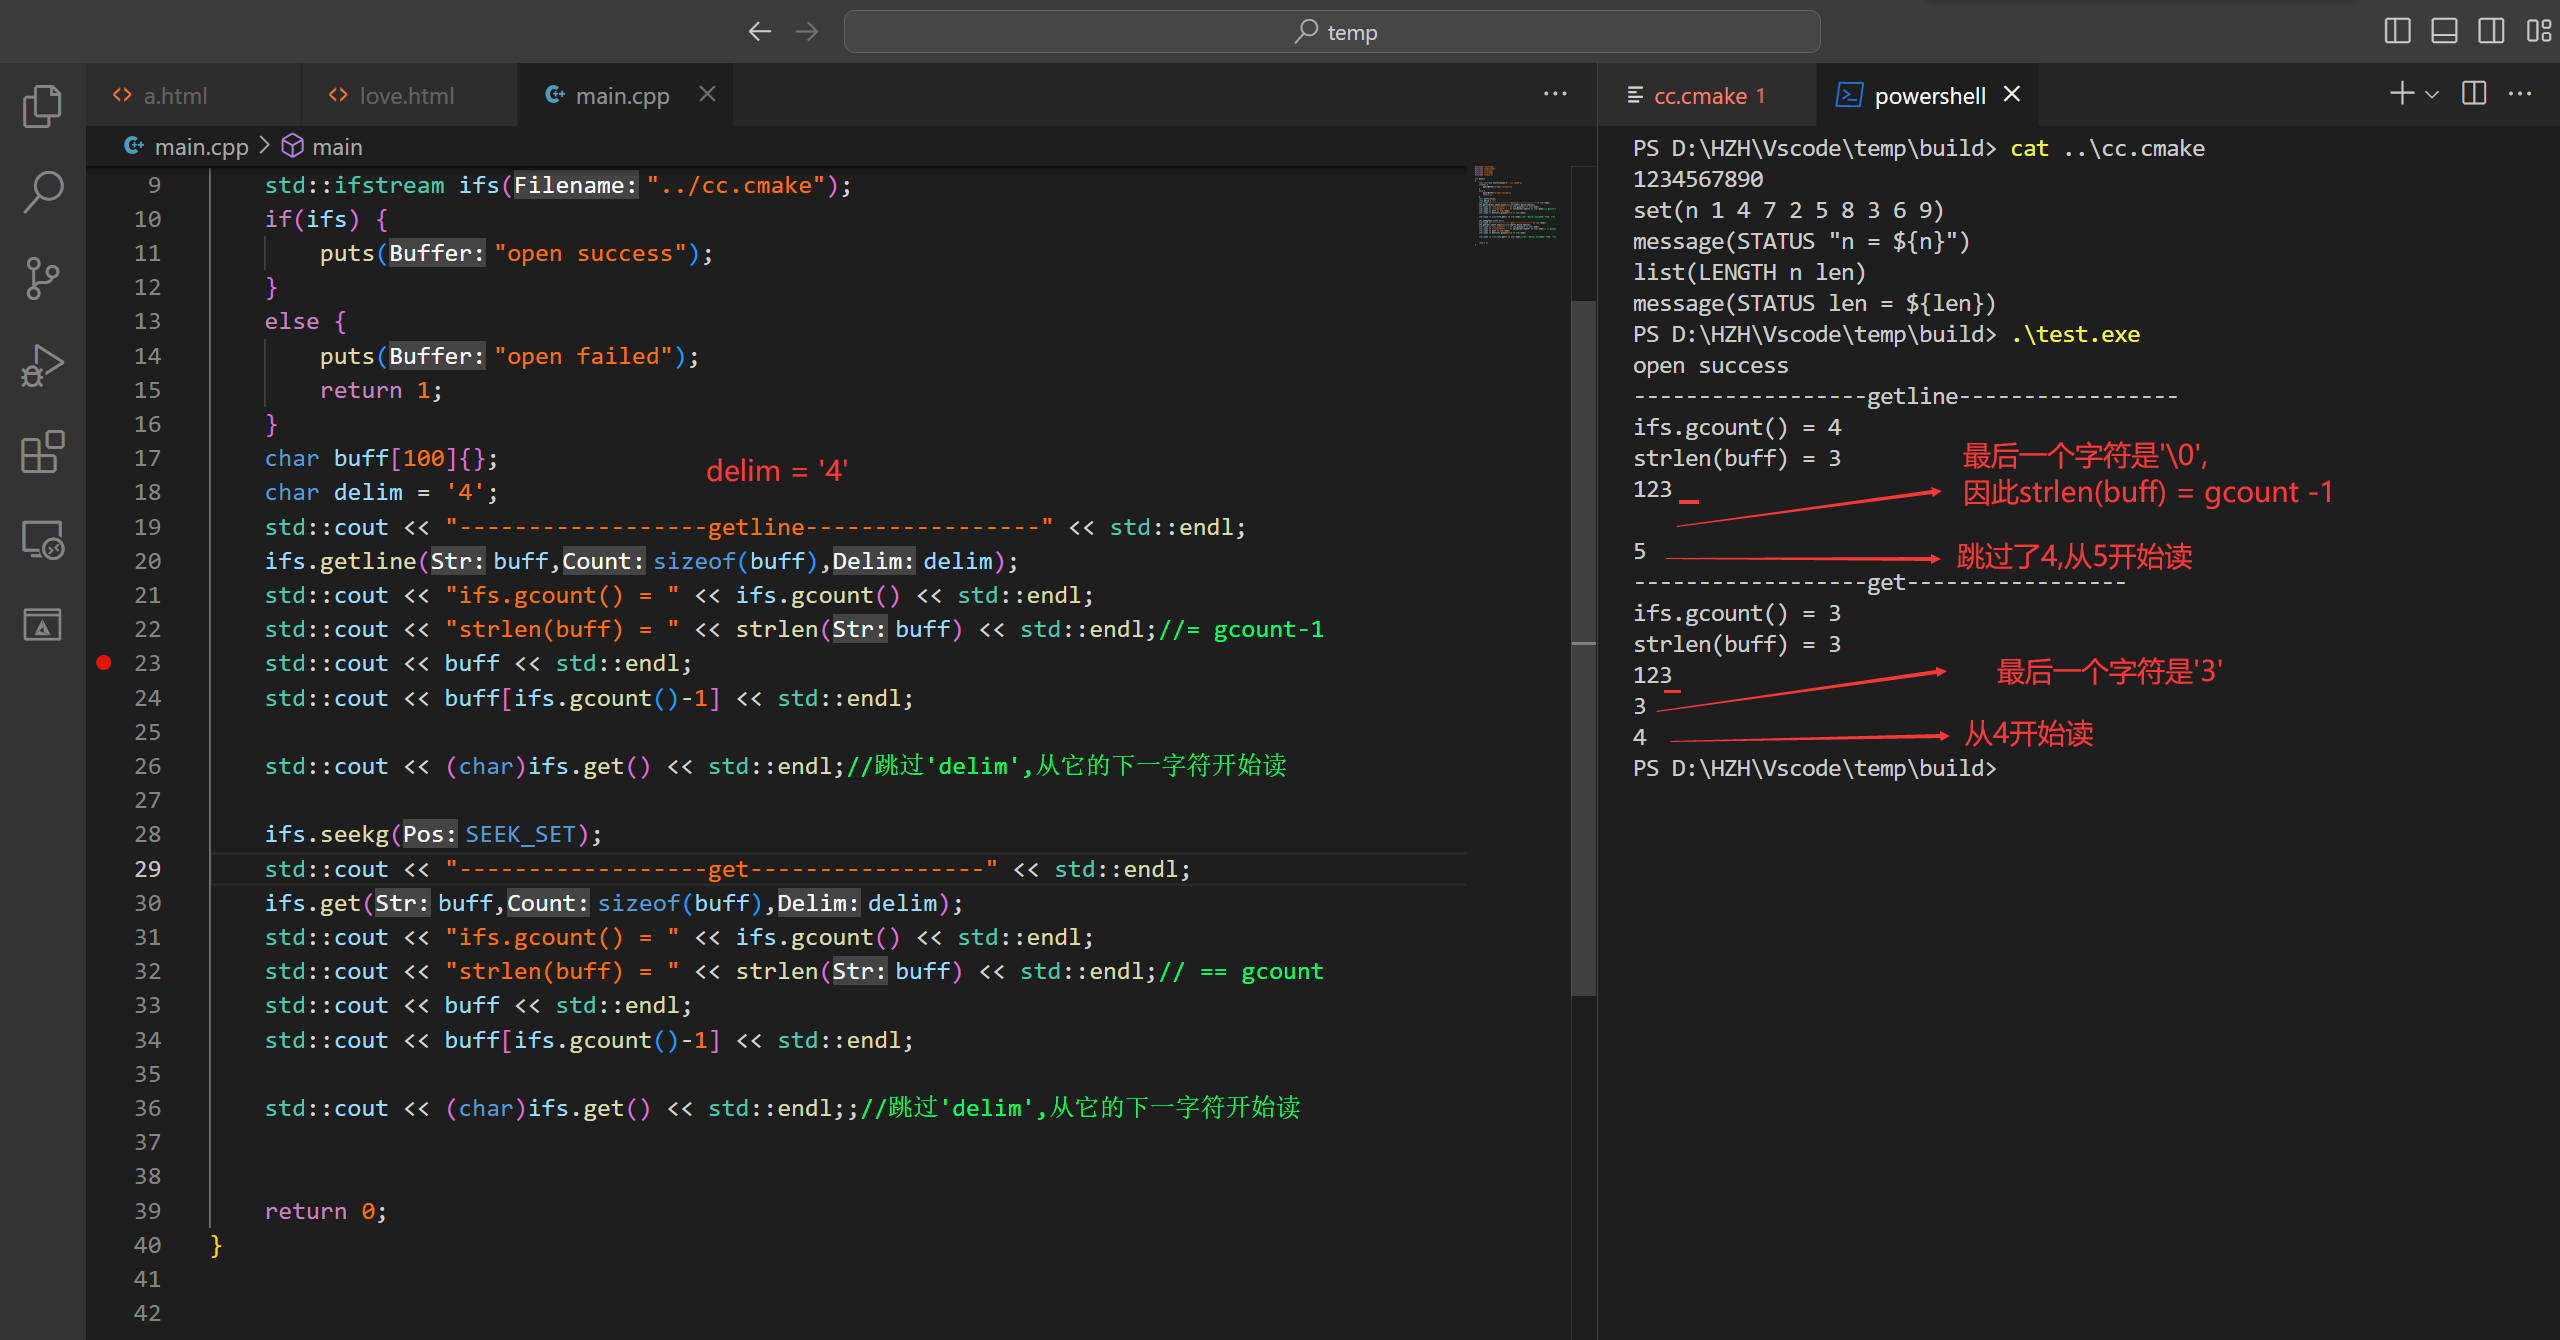 temp
a.html
love.html
main.cpp
main.cpp > main
9 std::ifstream ifs(Filename: "../cc.cmake");
10 if(ifs) {
11 puts(Buffer: "open success");
12 }
13 else {
14 puts(Buffer: "open failed");
15 return 1;
16 }
17 char buff[100]{};
18 char delim = '4';
delim = '4'
19 std::cout << "------------------getline-----------------" << std::endl;
20 ifs.getline(Str: buff,Count: sizeof(buff),Delim: delim);
21 std::cout << "ifs.gcount() = " << ifs.gcount() << std::endl;
22 std::cout << "strlen(buff) = " << strlen(Str: buff) << std::endl;//= gcount-1
23 std::cout << buff << std::endl;
24 std::cout << buff[ifs.gcount()-1] << std::endl;
25
26 std::cout << (char)ifs.get() << std::endl;//跳过'delim',从它的下一字符开始读
27
28 ifs.seekg(Pos: SEEK_SET);
29 std::cout << "------------------get-----------------" << std::endl;
30 ifs.get(Str: buff,Count: sizeof(buff),Delim: delim);
31 std::cout << "ifs.gcount() = " << ifs.gcount() << std::endl;
32 std::cout << "strlen(buff) = " << strlen(Str: buff) << std::endl;// == gcount
33 std::cout << buff << std::endl;
34 std::cout << buff[ifs.gcount()-1] << std::endl;
35
36 std::cout << (char)ifs.get() << std::endl;;//跳过'delim',从它的下一字符开始读
37
38
39 return 0;
40 }
41
42
cc.cmake 1
powershell
PS D:\HZH\Vscode\temp\build> cat ..\cc.cmake
1234567890
set(n 1 4 7 2 5 8 3 6 9)
message(STATUS "n = ${n}")
list(LENGTH n len)
message(STATUS len = ${len})
PS D:\HZH\Vscode\temp\build> .\test.exe
open success
------------------getline-----------------
ifs.gcount() = 4
strlen(buff) = 3
最后一个字符是'\0',
123
因此strlen(buff) = gcount -1
5
跳过了4,从5开始读
------------------get-----------------
ifs.gcount() = 3
strlen(buff) = 3
123
最后一个字符是'3'
3
4
从4开始读
PS D:\HZH\Vscode\temp\build>